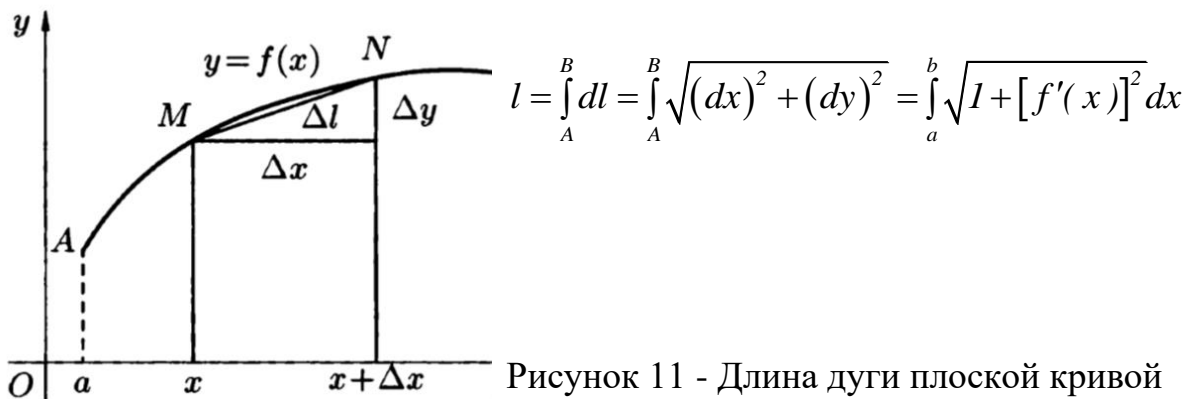 y
y = f(x)
N
M
Δl
Δy
Δx
A
O a x x + Δx
l = ∫_A^B dl = ∫_A^B √((dx)² + (dy)²) = ∫_a^b √(1 + [f'(x)]²) dx
Рисунок 11 - Длина дуги плоской кривой